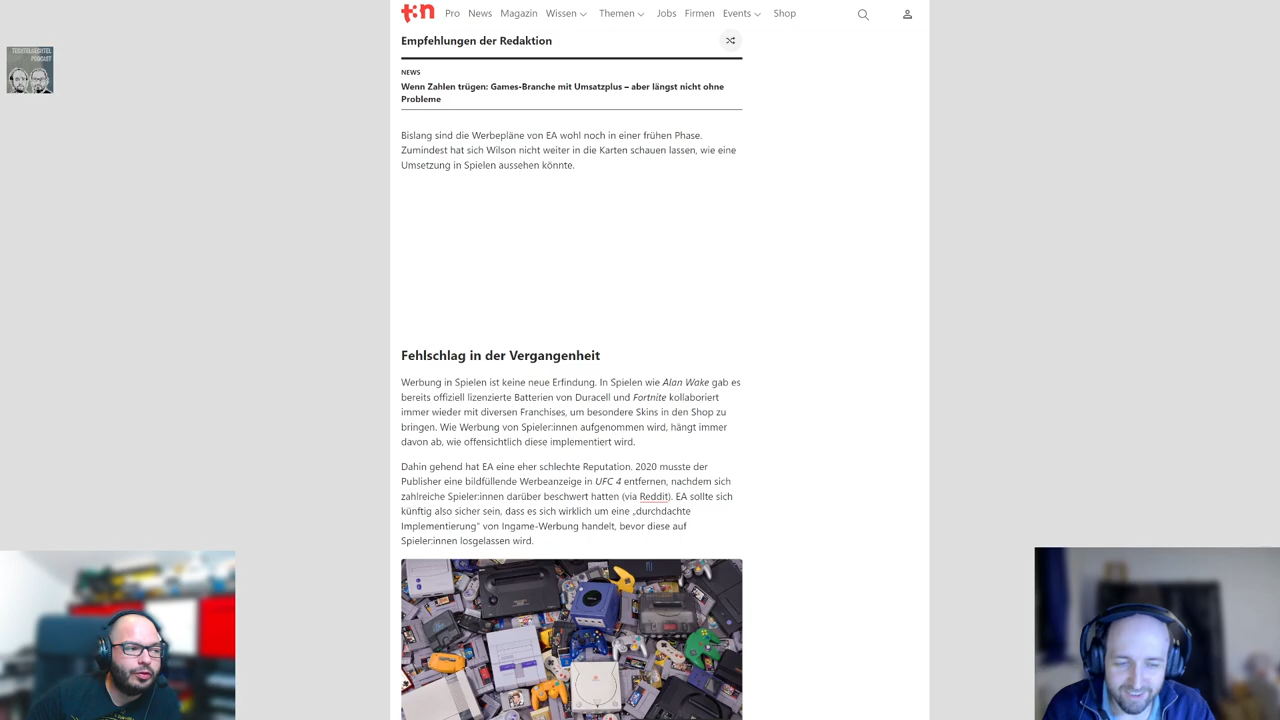 t3n Pro News Magazin Wissen Themen Jobs Firmen Events Shop
TECHTELMECHTEL
PODCAST
Empfehlungen der Redaktion
NEWS
Wenn Zahlen trügen: Games-Branche mit Umsatzplus – aber längst nicht ohne
Probleme
Bislang sind die Werbepläne von EA wohl noch in einer frühen Phase.
Zumindest hat sich Wilson nicht weiter in die Karten schauen lassen, wie eine
Umsetzung in Spielen aussehen könnte.
Fehlschlag in der Vergangenheit
Werbung in Spielen ist keine neue Erfindung. In Spielen wie Alan Wake gab es
bereits offiziell lizenzierte Batterien von Duracell und Fortnite kollaboriert
immer wieder mit diversen Franchises, um besondere Skins in den Shop zu
bringen. Wie Werbung von Spieler:innen aufgenommen wird, hängt immer
davon ab, wie offensichtlich diese implementiert wird.
Dahin gehend hat EA eine eher schlechte Reputation. 2020 musste der
Publisher eine bildfüllende Werbeanzeige in UFC 4 entfernen, nachdem sich
zahlreiche Spieler:innen darüber beschwert hatten (via Reddit). EA sollte sich
künftig also sicher sein, dass es sich wirklich um eine „durchdachte
Implementierung" von Ingame-Werbung handelt, bevor diese auf
Spieler:innen losgelassen wird.